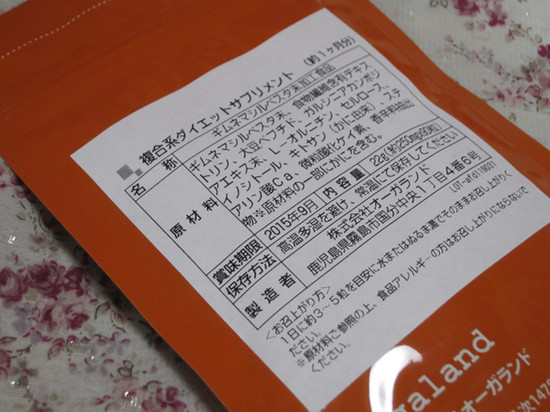 複合系ダイエットサプリメント (約1ヶ月分)
名 称 ギムネマシルベスタ末加工食品
原材料 ギムネマシルベスタ末、食物繊維含有デキス
トリン、大豆ペプチド、ガルシニアカンボジ
アエキス末、L-オルニチン、セルロース、
イノシトール、キトサン(かに由来)、ステ
アリン酸Ca、微粒酸化ケイ素、香辛料抽出
物※原材料の一部にかにを含む。
賞味期限 2015年9月 内容量 22g(約250mg×90粒)
保存方法 高温多湿を避け、常温にて保存してください
製造者 株式会社オーガランド
鹿児島県霧島市国分中央1丁目4番6号
〈お召上がり方〉
1日に約3~5粒を目安に水またはぬるま湯でそのままお召し上がりく
ださい。
※原材料ご参照の上、食品アレルギーの方はお召し上がりにならないで
ください。
galand
オーガランド